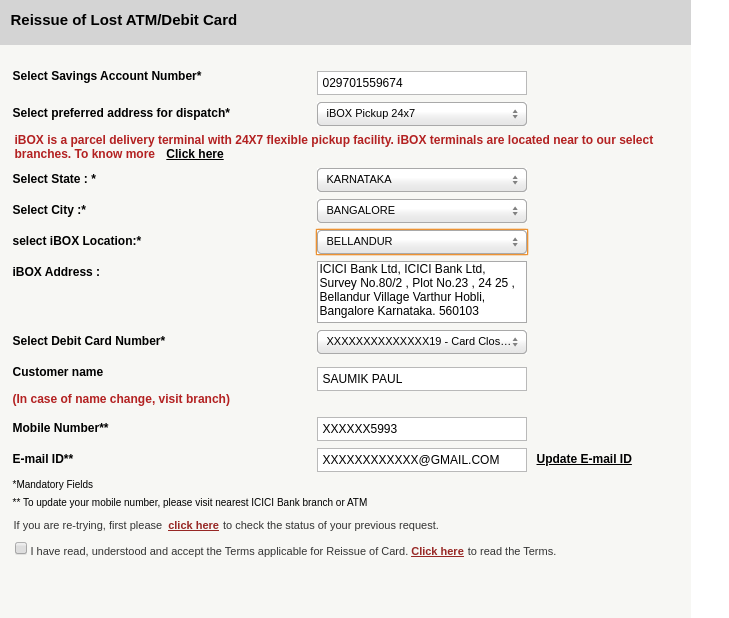 Reissue of Lost ATM/Debit Card
Select Savings Account Number* 029701559674
Select preferred address for dispatch* iBOX Pickup 24x7
iBOX is a parcel delivery terminal with 24X7 flexible pickup facility. iBOX terminals are located near to our select
branches. To know more Click here
Select State : * KARNATAKA
Select City :* BANGALORE
select iBOX Location:* BELLANDUR
iBOX Address :
ICICI Bank Ltd, ICICI Bank Ltd,
Survey No.80/2 , Plot No.23 , 24 25 ,
Bellandur Village Varthur Hobli,
Bangalore Karnataka. 560103
Select Debit Card Number* XXXXXXXXXXXXXX19 - Card Clos...
Customer name SAUMIK PAUL
(In case of name change, visit branch)
Mobile Number** XXXXXX5993
E-mail ID** XXXXXXXXXXXX@GMAIL.COM Update E-mail ID
*Mandatory Fields
** To update your mobile number, please visit nearest ICICI Bank branch or ATM
If you are re-trying, first please click here to check the status of your previous request.
I have read, understood and accept the Terms applicable for Reissue of Card. Click here to read the Terms.